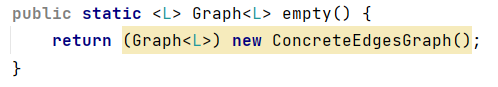 public static <L> Graph<L> empty() {
    return (Graph<L>) new ConcreteEdgesGraph();
}